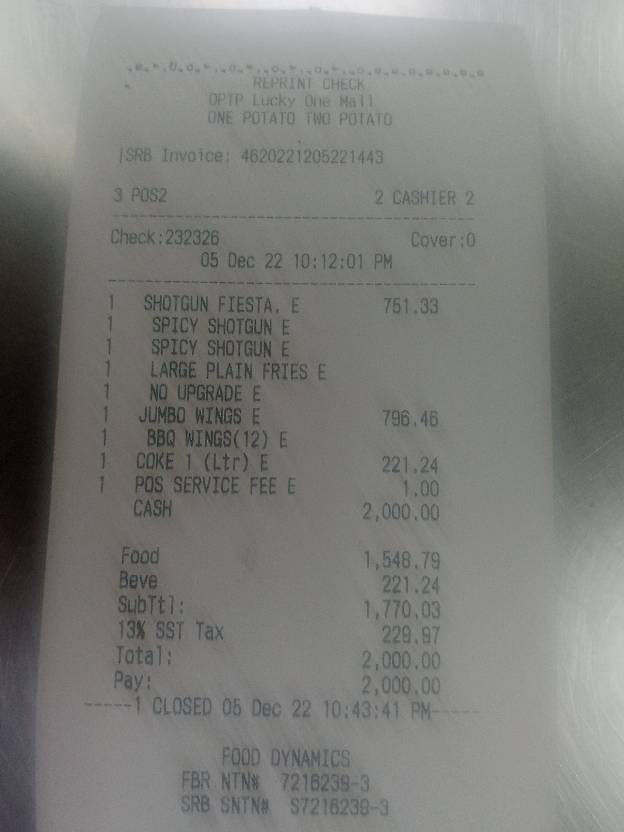 REPRINT CHECK
OPTP Lucky One Mall
ONE POTATO TWO POTATO
|SRB Invoice: 4620221205221443
3 POS2 2 CASHIER 2
Check:232326 Cover:0
05 Dec 22 10:12:01 PM
1 SHOTGUN FIESTA. E 751.33
1 SPICY SHOTGUN E
1 SPICY SHOTGUN E
1 LARGE PLAIN FRIES E
1 NO UPGRADE E
1 JUMBO WINGS E 796.46
1 BBQ WINGS(12) E
1 COKE 1 (Ltr) E 221.24
1 POS SERVICE FEE E 1.00
CASH 2,000.00
Food 1,548.79
Beve 221.24
SubTtl: 1,770.03
13% SST Tax 229.97
Total: 2,000.00
Pay: 2,000.00
-----1 CLOSED 05 Dec 22 10:43:41 PM-----
FOOD DYNAMICS
FBR NTN# 7216239-3
SRB SNTN# S7216239-3